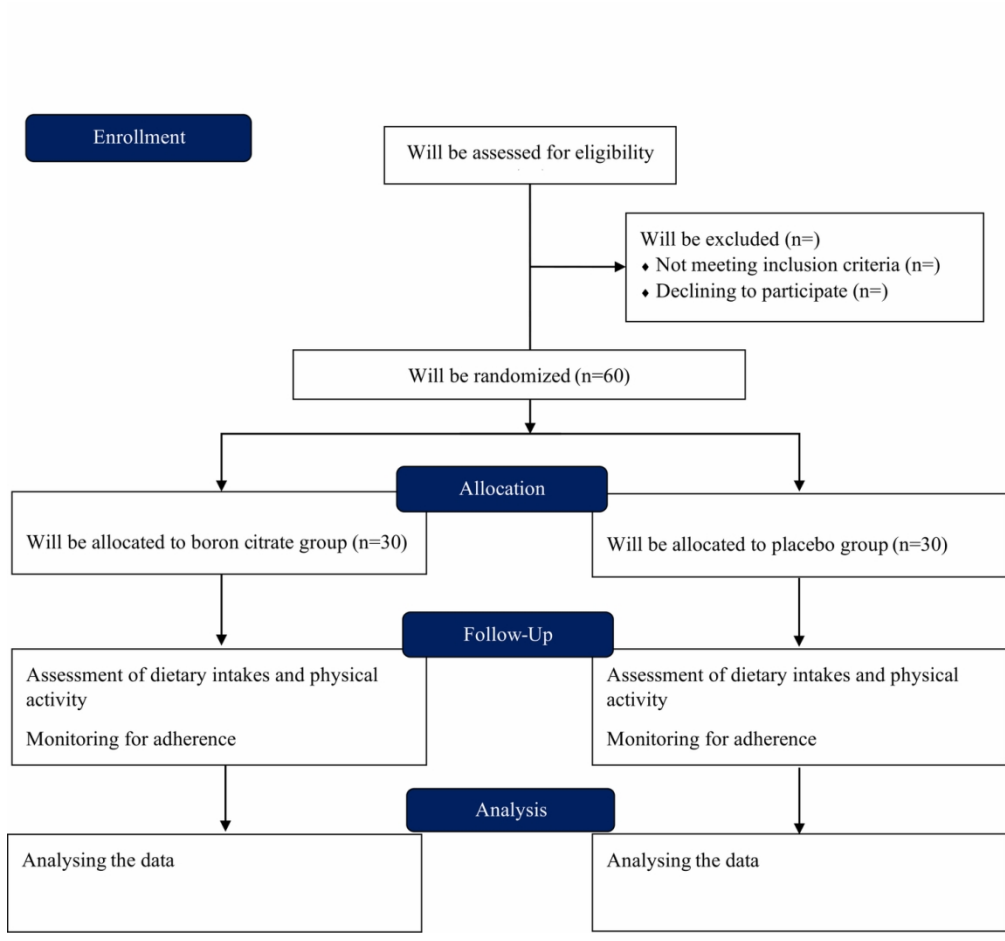 Enrollment
Will be assessed for eligibility
Will be excluded (n=)
♦ Not meeting inclusion criteria (n=)
♦ Declining to participate (n=)
Will be randomized (n=60)
Allocation
Will be allocated to boron citrate group (n=30)
Will be allocated to placebo group (n=30)
Follow-Up
Assessment of dietary intakes and physical
activity
Monitoring for adherence
Assessment of dietary intakes and physical
activity
Monitoring for adherence
Analysis
Analysing the data
Analysing the data